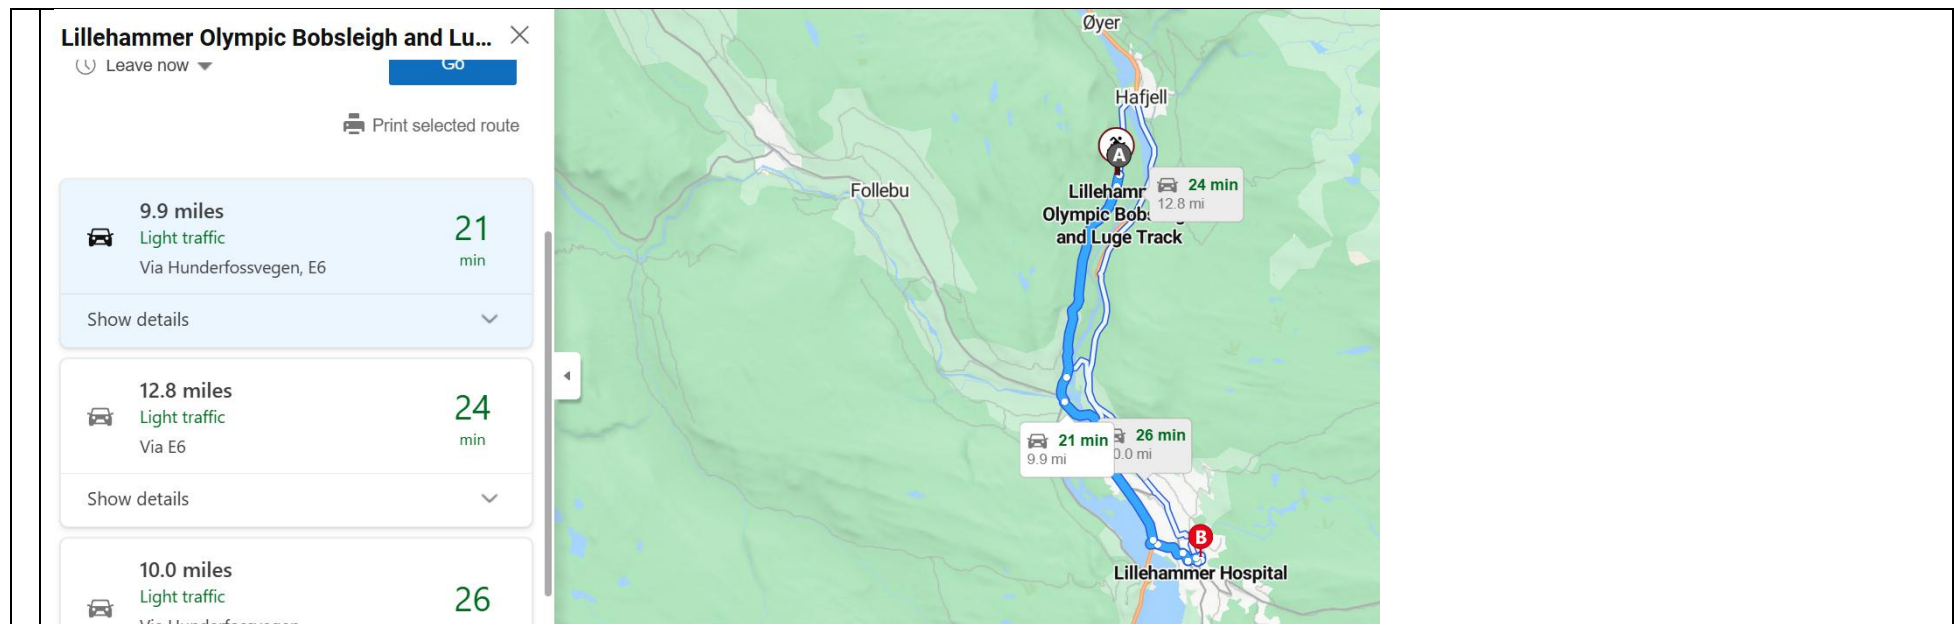 Lillehammer Olympic Bobsleigh and Lu...
Leave now
Go
Print selected route
9.9 miles
Light traffic
Via Hunderfossvegen, E6
21
min
Show details
12.8 miles
Light traffic
Via E6
24
min
Show details
10.0 miles
Light traffic
Via Hunderfossvegen
26
Øyer
Hafjell
A
Follebu
24 min
12.8 mi
Lillehamr
Olympic Bob
and Luge Track
21 min
9.9 mi
26 min
0.0 mi
B
Lillehammer Hospital